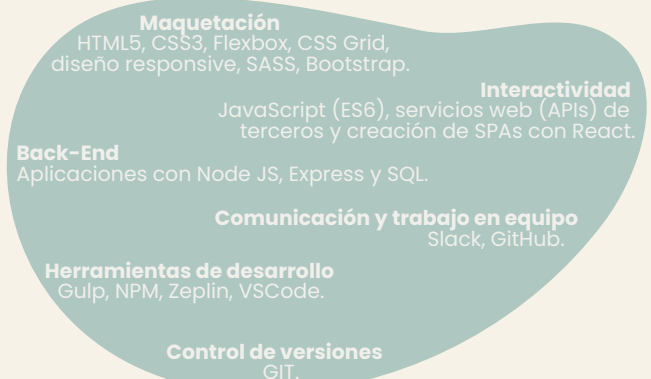 Maquetación
HTML5, CSS3, Flexbox, CSS Grid,
diseño responsive, SASS, Bootstrap.
Interactividad
JavaScript (ES6), servicios web (APIs) de
terceros y creación de SPAs con React.
Back-End
Aplicaciones con Node JS, Express y SQL.
Comunicación y trabajo en equipo
Slack, GitHub.
Herramientas de desarrollo
Gulp, NPM, Zeplin, VSCode.
Control de versiones
GIT.